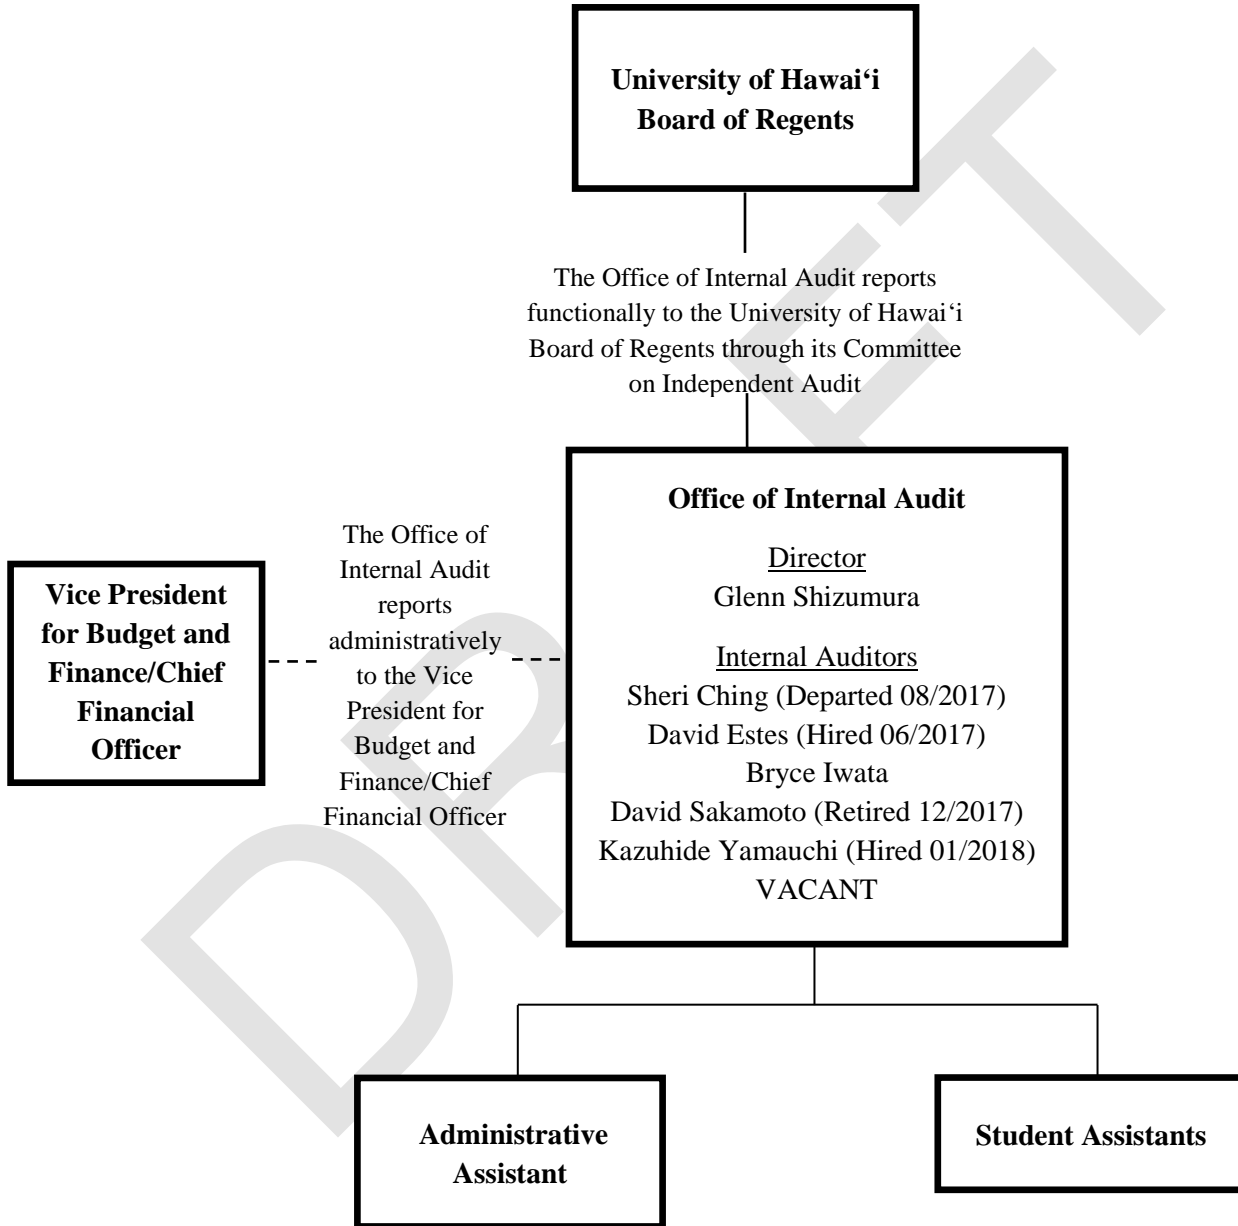 University of Hawai‘i
Board of Regents
The Office of Internal Audit reports
functionally to the University of Hawai‘i
Board of Regents through its Committee
on Independent Audit
Office of Internal Audit
Director
Glenn Shizumura
Internal Auditors
Sheri Ching (Departed 08/2017)
David Estes (Hired 06/2017)
Bryce Iwata
David Sakamoto (Retired 12/2017)
Kazuhide Yamauchi (Hired 01/2018)
VACANT
The Office of
Internal Audit
reports
administratively
to the Vice
President for
Budget and
Finance/Chief
Financial Officer
Vice President
for Budget and
Finance/Chief
Financial
Officer
Administrative
Assistant
Student Assistants
DRAFT